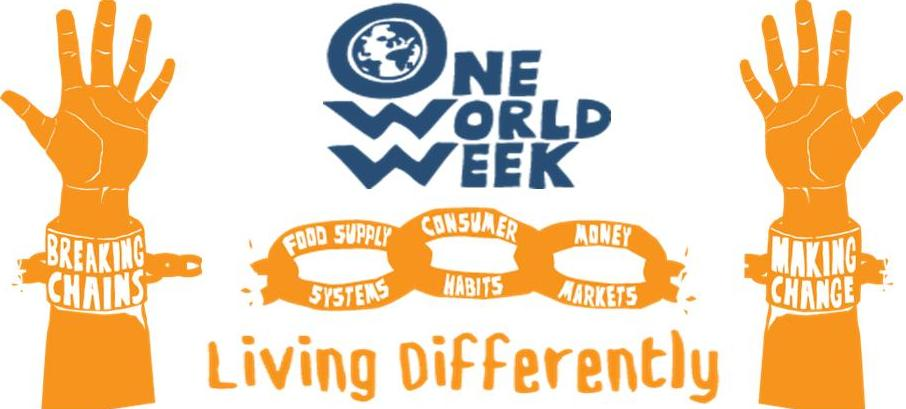 ONE
WORLD
WEEK
BREAKING
CHAINS
FOOD SUPPLY
SYSTEMS
CONSUMER
HABITS
MONEY
MARKETS
MAKING
CHANGE
Living Differently